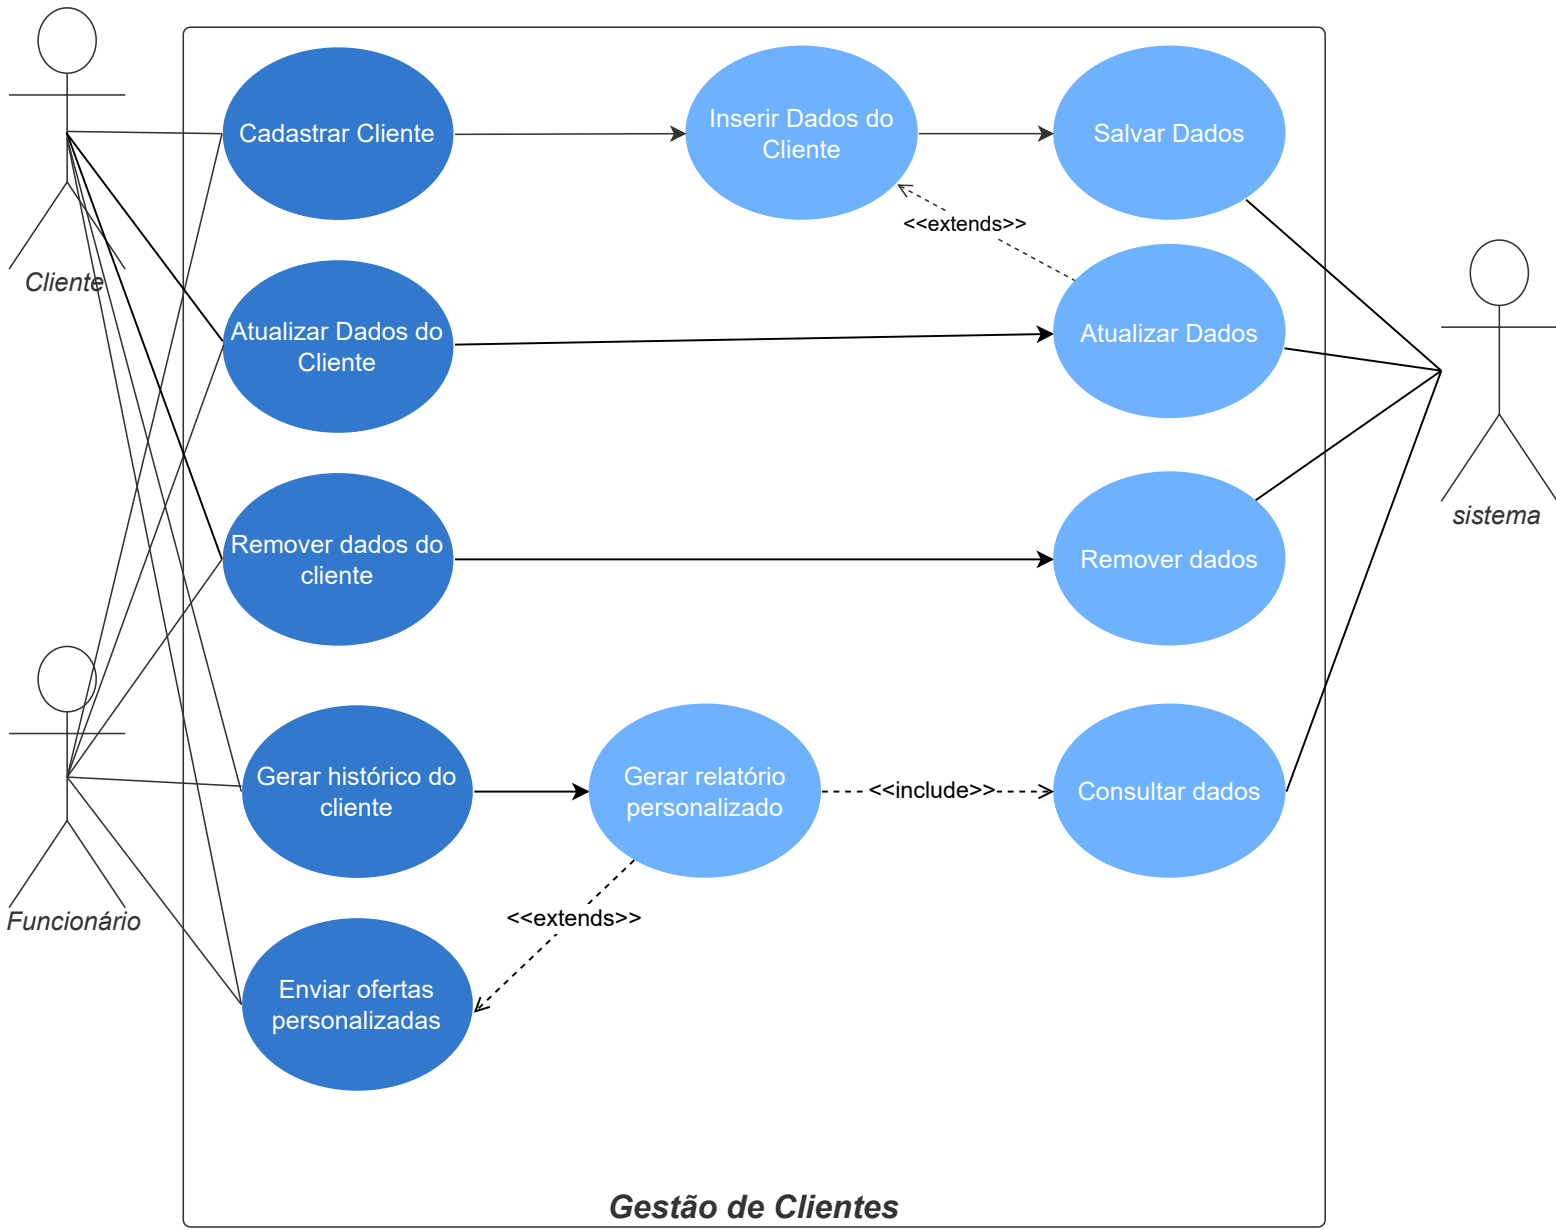 Cadastrar Cliente
Inserir Dados do
Cliente
Salvar Dados
<<extends>>
Cliente
Atualizar Dados do
Cliente
Atualizar Dados
sistema
Remover dados do
cliente
Remover dados
Gerar histórico do
cliente
Gerar relatório
personalizado
<<include>>
Consultar dados
Funcionário
<<extends>>
Enviar ofertas
personalizadas
Gestão de Clientes